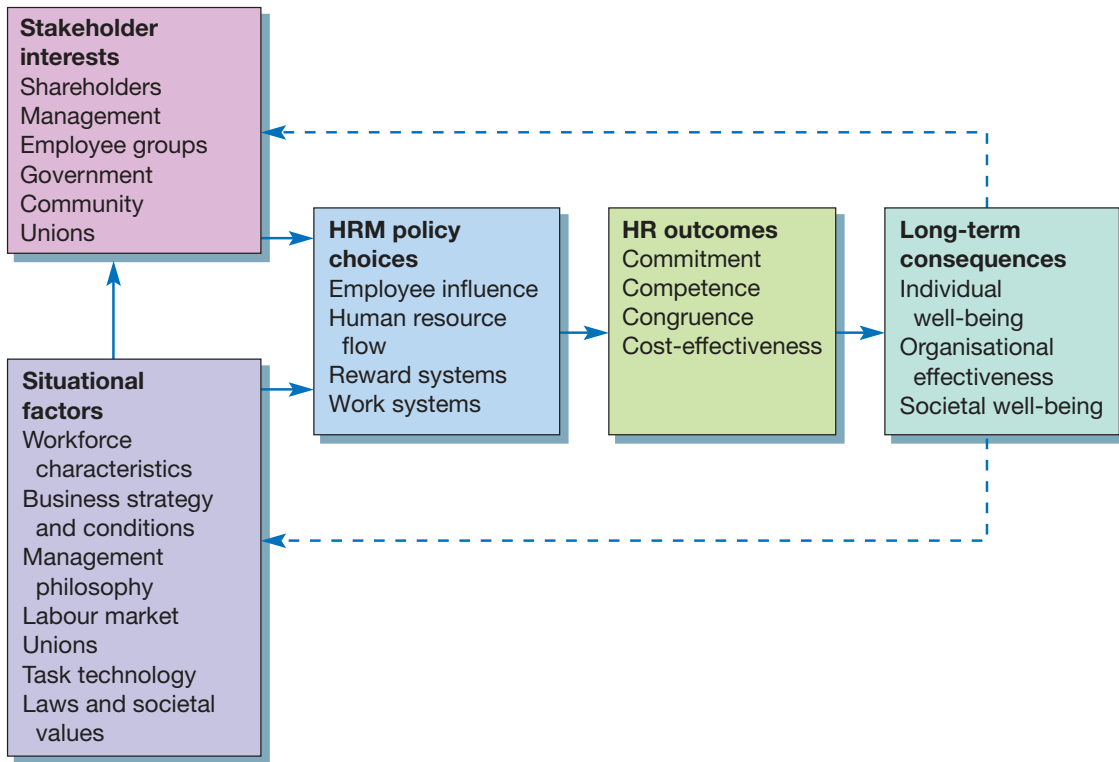 Stakeholder
interests
Shareholders
Management
Employee groups
Government
Community
Unions
Situational
factors
Workforce
characteristics
Business strategy
and conditions
Management
philosophy
Labour market
Unions
Task technology
Laws and societal
values
HRM policy
choices
Employee influence
Human resource
flow
Reward systems
Work systems
HR outcomes
Commitment
Competence
Congruence
Cost-effectiveness
Long-term
consequences
Individual
well-being
Organisational
effectiveness
Societal well-being